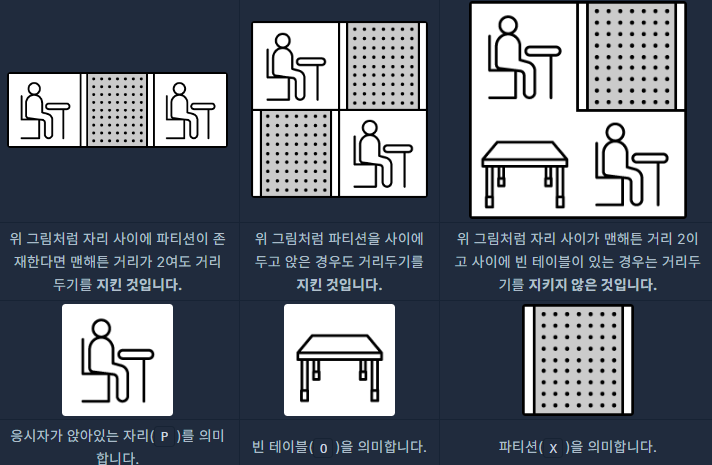 위 그림처럼 자리 사이에 파티션이 존
재한다면 맨해튼 거리가 2여도 거리
두기를 지킨 것입니다.
위 그림처럼 파티션을 사이에
두고 앉은 경우도 거리두기를
지킨 것입니다.
위 그림처럼 자리 사이가 맨해튼 거리 2이
고 사이에 빈 테이블이 있는 경우는 거리두
기를 지키지 않은 것입니다.
응시자가 앉아있는 자리( P )를 의미
합니다.
빈 테이블( O )을 의미합니다.
파티션( X )을 의미합니다.